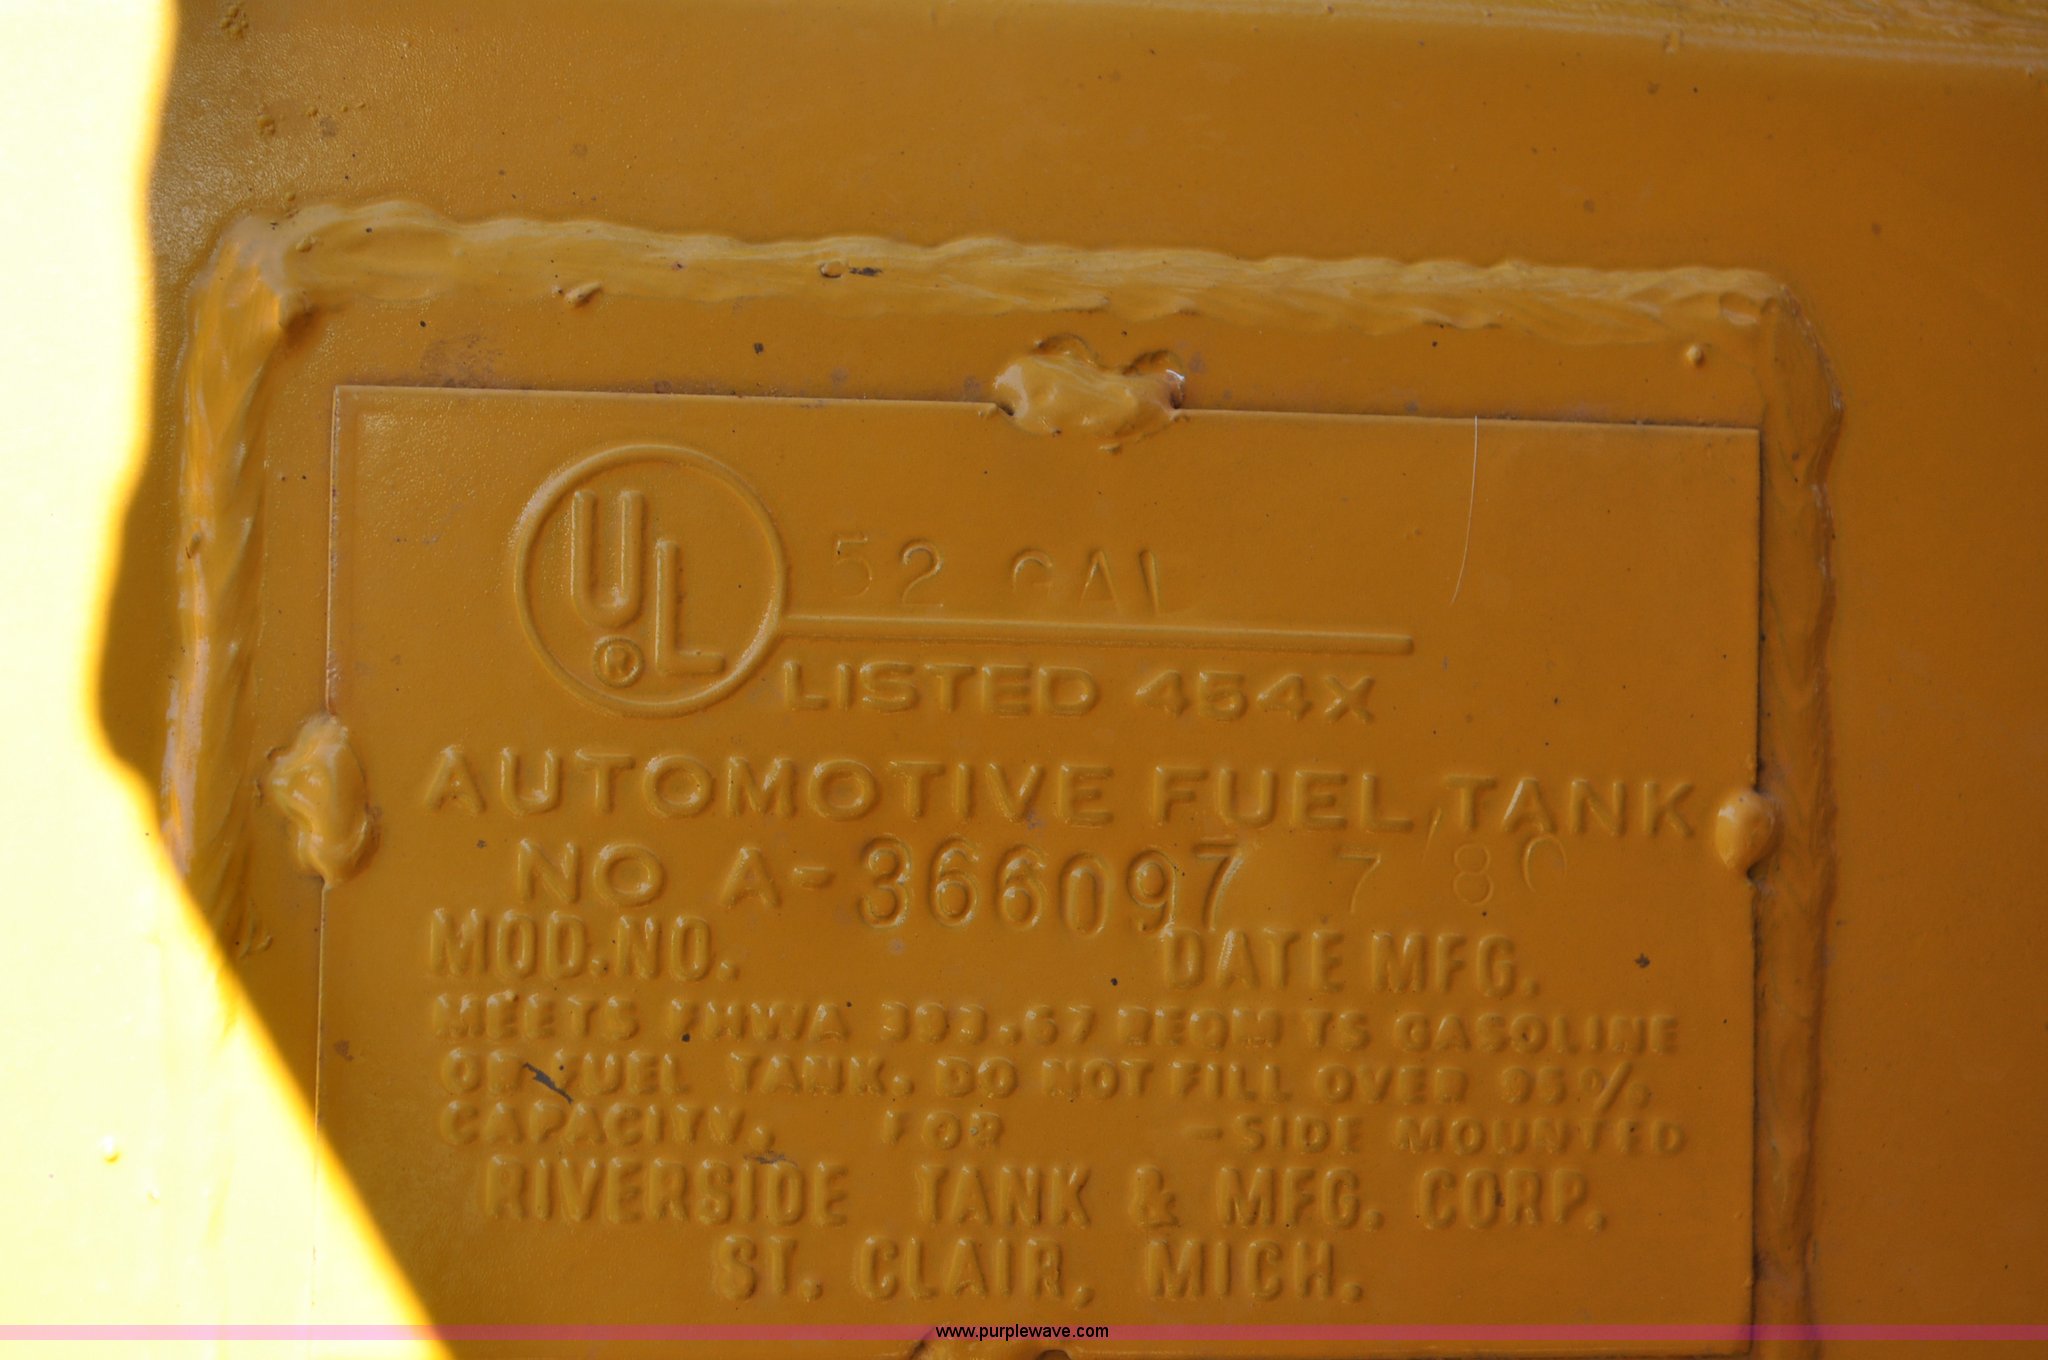 UL ® 52 GAL
LISTED 454X
AUTOMOTIVE FUEL TANK
NO A-366097 7 80
MOD.NO. DATE MFG.
MEETS FHWA 393.67 REQM TS GASOLINE
OR FUEL TANK. DO NOT FILL OVER 95%
CAPACITY. FOR -SIDE MOUNTED
RIVERSIDE TANK & MFG. CORP.
ST. CLAIR, MICH.
www.purplewave.com